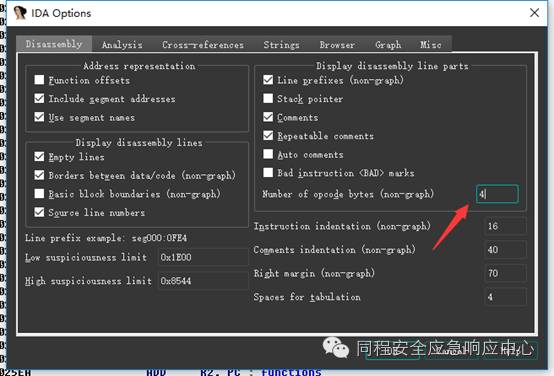 IDA Options
Disassembly Analysis Cross-references Strings Browser Graph Misc
Address representation
Function offsets
Include segment addresses
Use segment names
Display disassembly lines
Empty lines
Borders between data/code (non-graph)
Basic block boundaries (non-graph)
Source line numbers
Line prefix example: seg000:0FE4
Low suspiciousness limit 0x1E00
High suspiciousness limit 0x8544
Display disassembly line parts
Line prefixes (non-graph)
Stack pointer
Comments
Repeatable comments
Auto comments
Bad instruction <BAD> marks
Number of opcode bytes (non-graph) 4
Instruction indentation (non-graph) 16
Comments indentation (non-graph) 40
Right margin (non-graph) 70
Spaces for tabulation 4
同程安全应急响应中心
Cancel Help
025EA ADD R2, PC ; functions